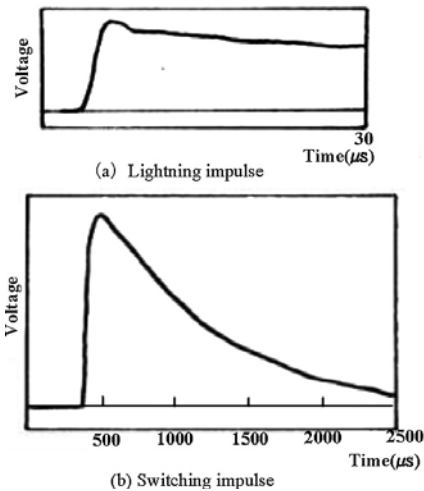 Voltage
30
Time(μs)
(a) Lightning impulse
Voltage
500 1000 1500 2000 2500
Time(μs)
(b) Switching impulse